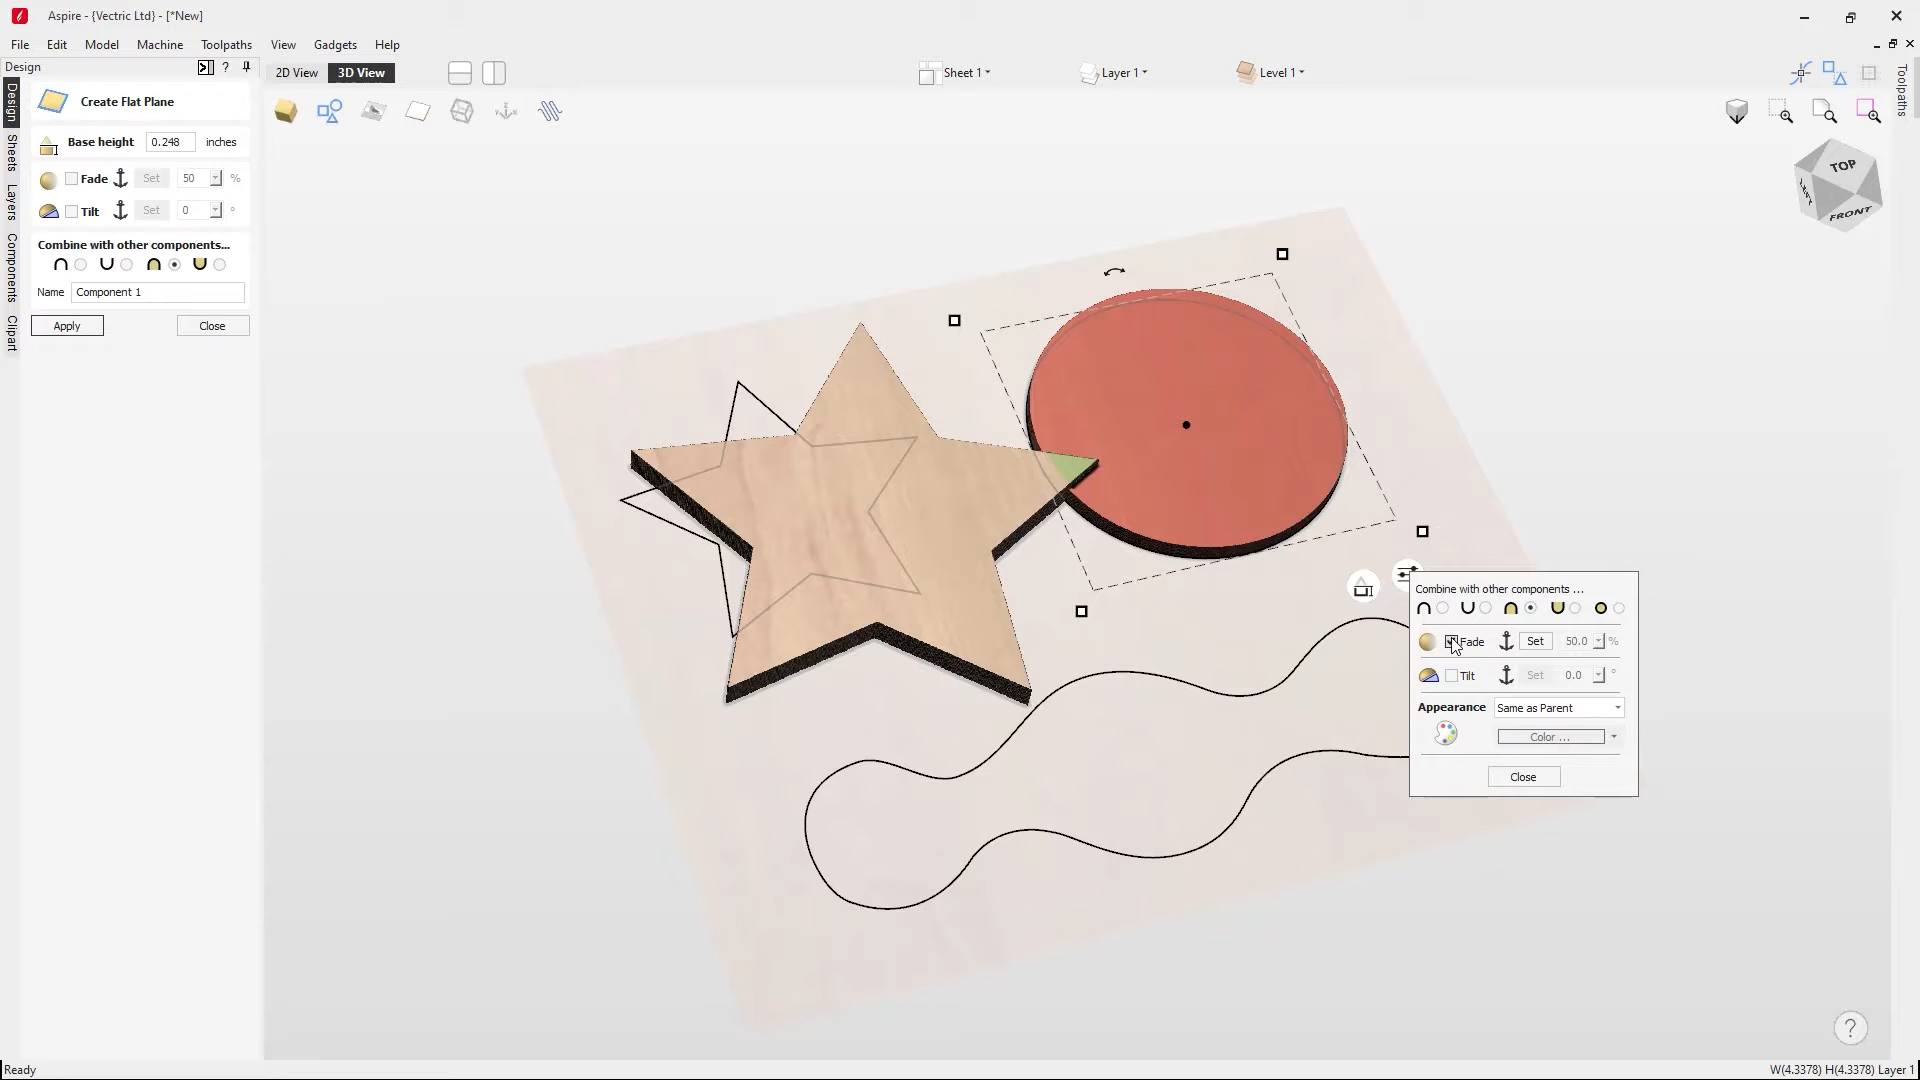 Aspire - {Vectric Ltd} - [*New]
File Edit Model Machine Toolpaths View Gadgets Help
Design ?
2D View 3D View Sheet 1 Layer 1 Level 1
Toolpaths
Design
Sheets
Layers
Components
Clipart
Create Flat Plane
Base height 0.248 inches
Fade Set 50 %
Tilt Set 0 °
Combine with other components...
Name Component 1
Apply Close
TOP
LEFT
FRONT
Combine with other components ...
Fade Set 50.0 %
Tilt Set 0.0 °
Appearance Same as Parent
Color ...
Close
?
Ready W(4.3378) H(4.3378) Layer 1